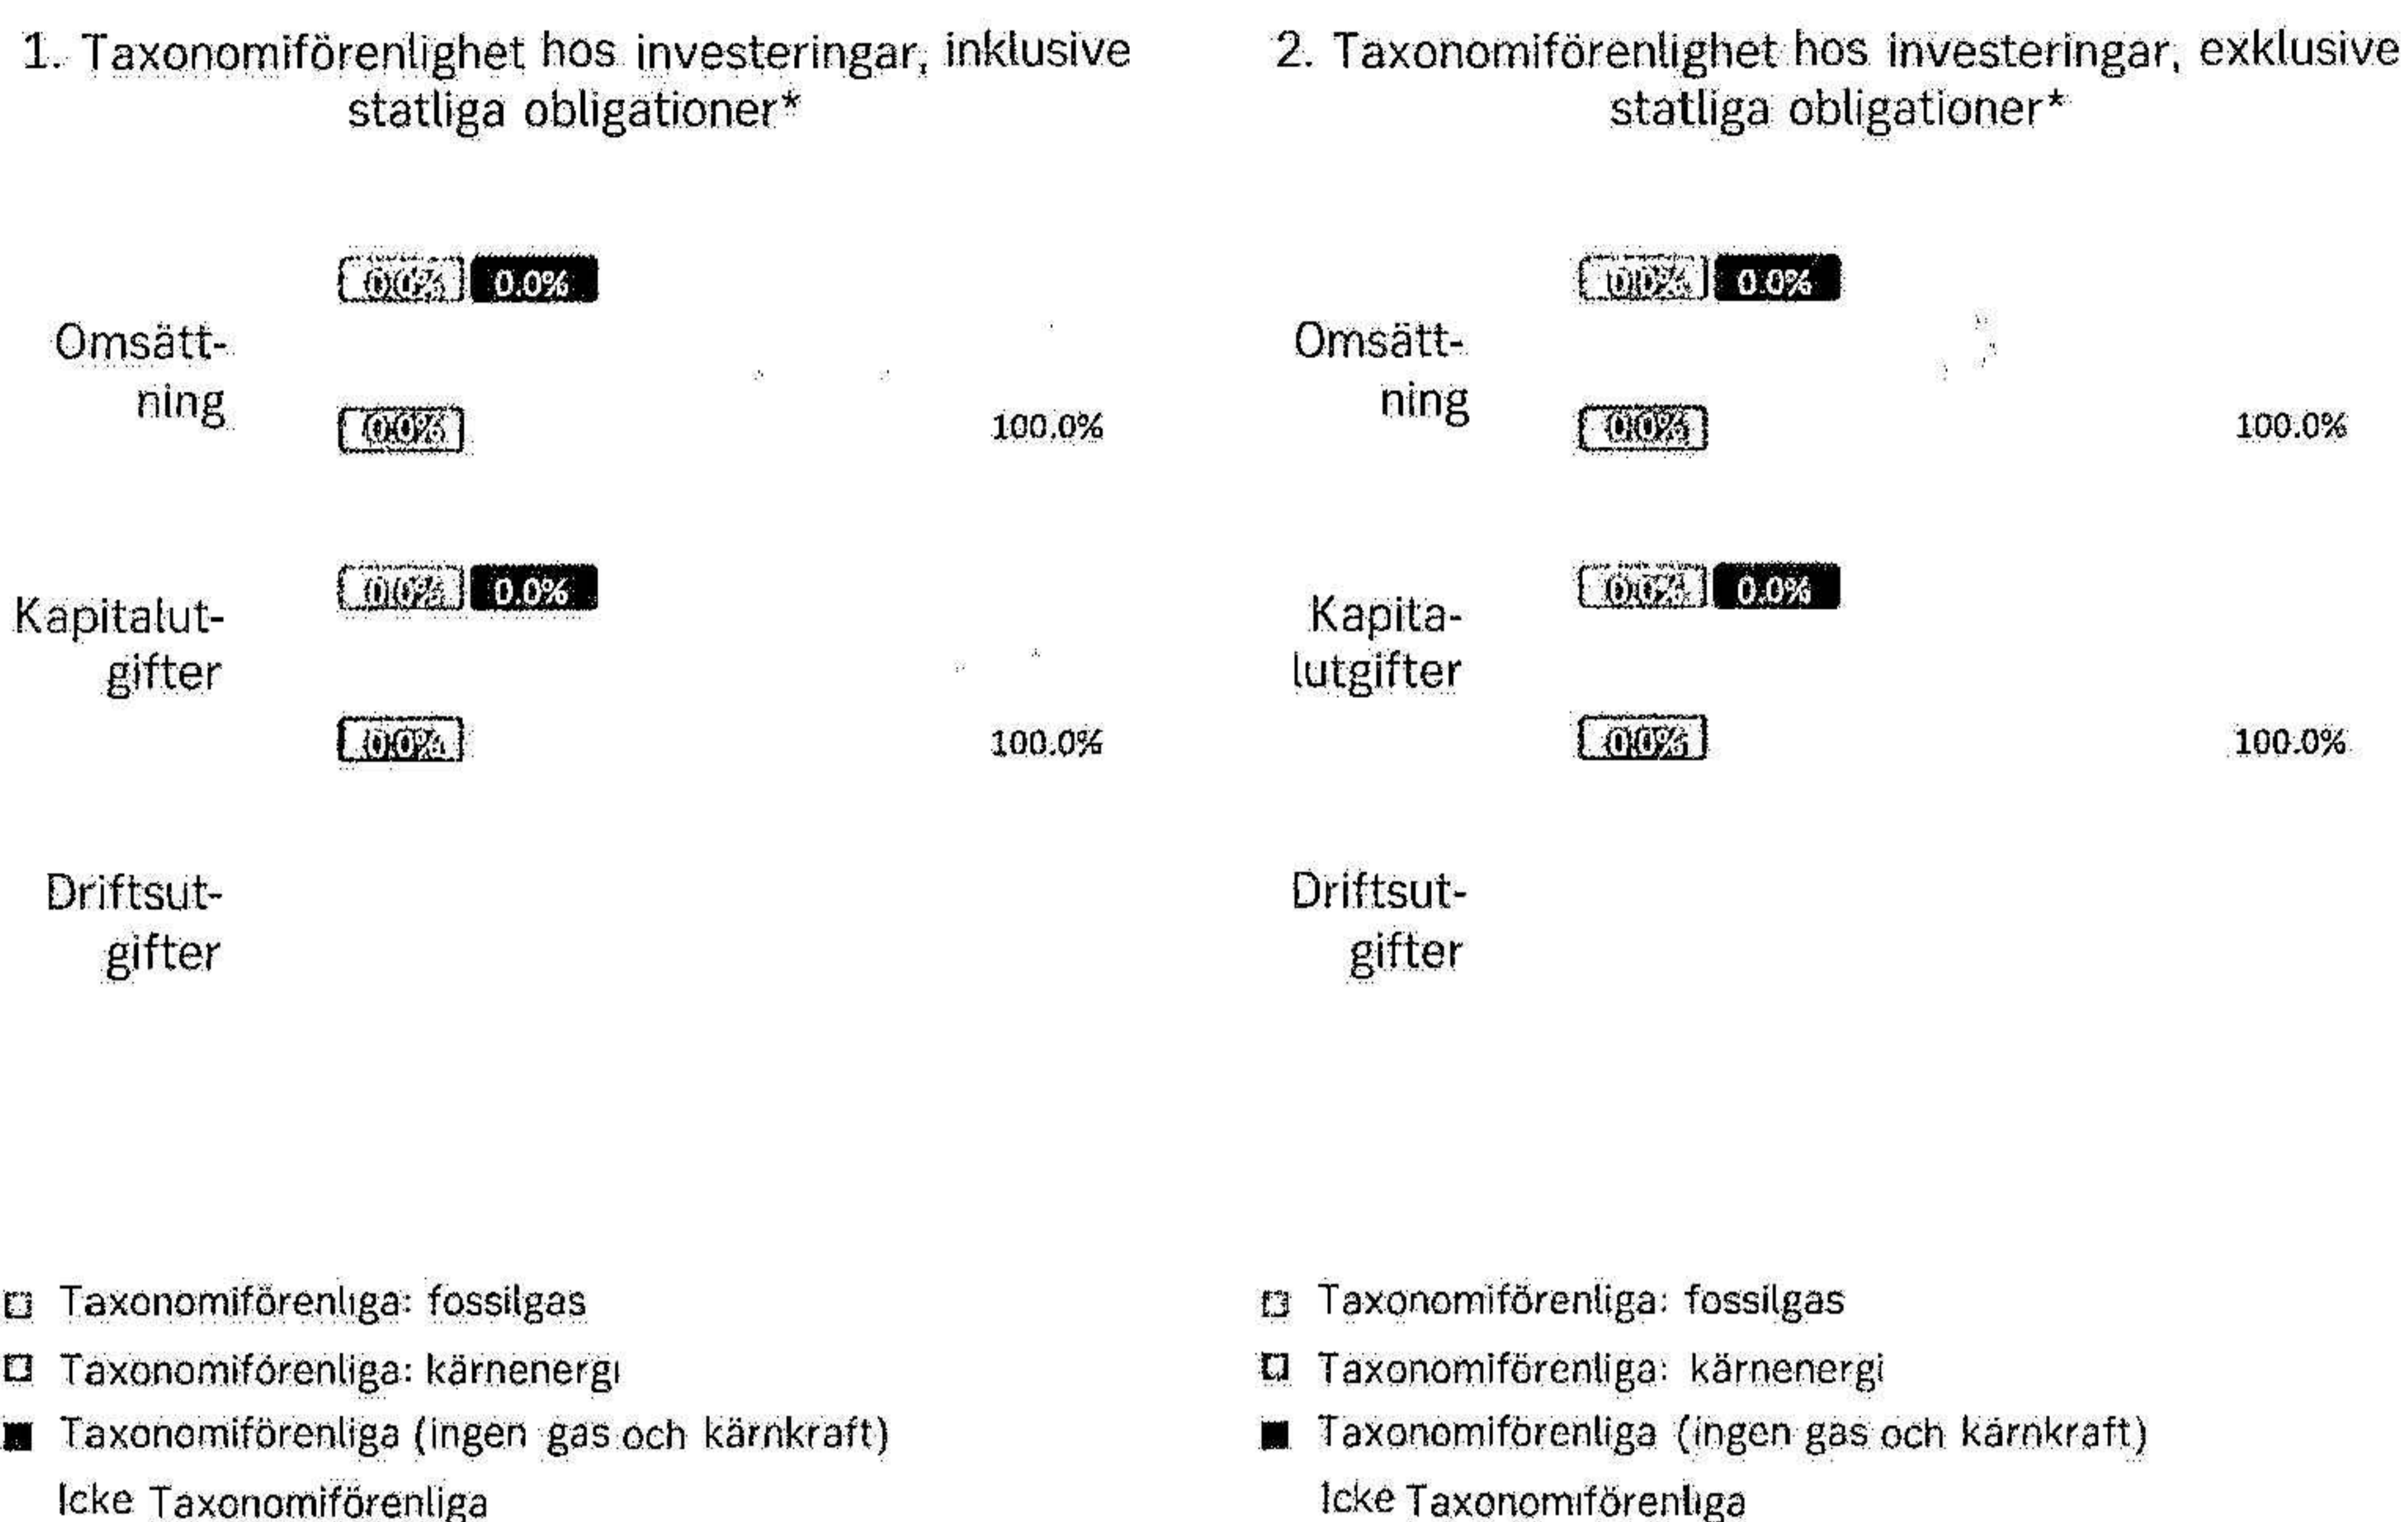 1. Taxonomiförenlighet hos investeringar, inklusive
statliga obligationer*
0.0% 0.0%
Omsätt-
ning
0.0% 100.0%
0.0% 0.0%
Kapitalut-
gifter
0.0% 100.0%
Driftsut-
gifter
Taxonomiförenliga: fossilgas
Taxonomiförenliga: kärnenergi
Taxonomiförenliga (ingen gas och kärnkraft)
Icke Taxonomiförenliga
2. Taxonomiförenlighet hos investeringar, exklusive
statliga obligationer*
0.0% 0.0%
Omsätt-
ning
0.0% 100.0%
0.0% 0.0%
Kapita-
lutgifter
0.0% 100.0%
Driftsut-
gifter
Taxonomiförenliga: fossilgas
Taxonomiförenliga: kärnenergi
Taxonomiförenliga (ingen gas och kärnkraft)
Icke Taxonomiförenliga